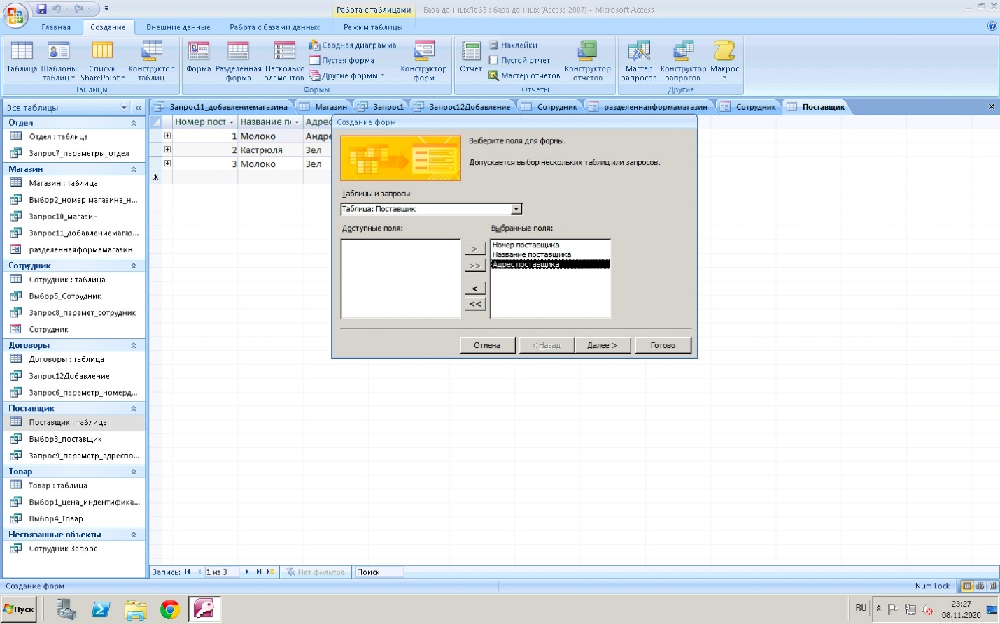 Работа с таблицами
База данныхЛаб3 : база данных (Access 2007) - Microsoft Access
Главная
Создание
Внешние данные
Работа с базами данных
Режим таблицы
Таблица
Шаблоны таблиц
Списки SharePoint
Конструктор таблиц
Таблицы
Форма
Разделенная форма
Несколько элементов
Сводная диаграмма
Пустая форма
Другие формы
Конструктор форм
Формы
Отчет
Наклейки
Пустой отчет
Мастер отчетов
Конструктор отчетов
Отчеты
Мастер запросов
Конструктор запросов
Макрос
Другие
Все таблицы
Отдел
Отдел : таблица
Запрос7_параметры_отдел
Магазин
Магазин : таблица
Выбор2_номер магазина_н...
Запрос10_магазин
Запрос11_добавлениемагаз...
разделеннаяформамагазин
Сотрудник
Сотрудник : таблица
Выбор5_Сотрудник
Запрос8_парамет_сотрудник
Сотрудник
Договоры
Договоры : таблица
Запрос12Добавление
Запрос6_параметр_номерд...
Поставщик
Поставщик : таблица
Выбор3_поставщик
Запрос9_параметр_адреспо...
Товар
Товар : таблица
Выбор1_цена_индентифика...
Выбор4_Товар
Несвязанные объекты
Сотрудник Запрос
Запрос11_добавлениемагазина
Магазин
Запрос1
Запрос12Добавление
Сотрудник
разделеннаяформамагазин
Сотрудник
Поставщик
Номер пост
Название п
Адрес
1 Молоко Андре
2 Кастрюля Зел
3 Молоко Зел
Создание форм
Выберите поля для формы.
Допускается выбор нескольких таблиц или запросов.
Таблицы и запросы
Таблица: Поставщик
Доступные поля:
Выбранные поля:
Номер поставщика
Название поставщика
Адрес поставщика
>
>>
<
<<
Отмена
< Назад
Далее >
Готово
Запись:
1 из 3
Нет фильтра
Поиск
Создание форм
Num Lock
Пуск
RU
23:27
08.11.2020